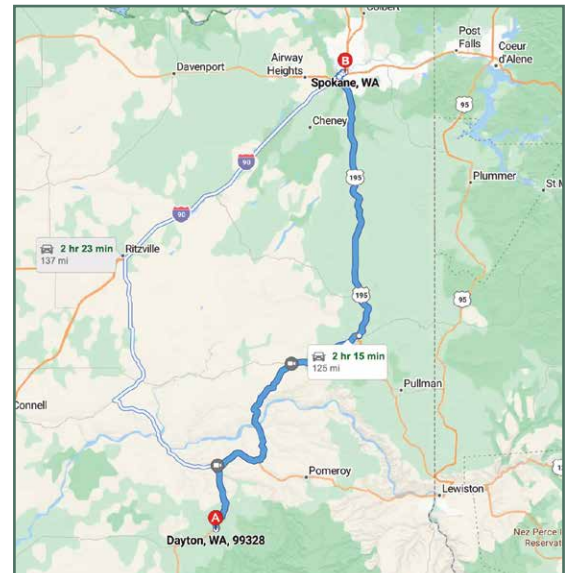 Colbert
Post
Falls
Coeur
d'Alene
Airway
Heights
Davenport
B
Spokane, WA
Cheney
95
90
195
Plummer
St M
90
2 hr 23 min
137 mi
Ritzville
195
95
2 hr 15 min
125 mi
Pullman
Connell
Pomeroy
Lewiston
A
Dayton, WA, 99328
Nez Perce
Reservat